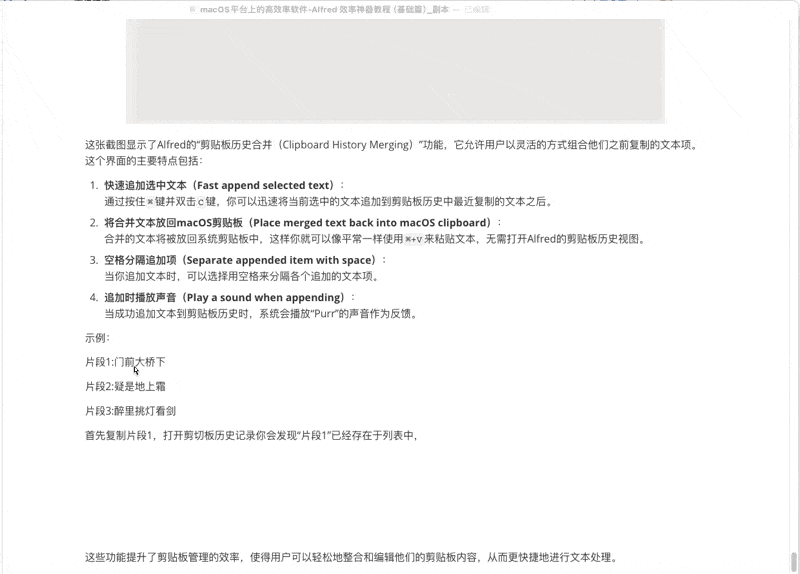 macOS平台上的高效率软件-Alfred 效率神器教程 (基础篇)_副本 — 已编辑
这张截图显示了Alfred的“剪贴板历史合并（Clipboard History Merging）”功能，它允许用户以灵活的方式组合他们之前复制的文本项。
这个界面的主要特点包括：
1. 快速追加选中文本（Fast append selected text）：
通过按住⌘键并双击c键，你可以迅速将当前选中的文本追加到剪贴板历史中最近复制的文本之后。
2. 将合并文本放回macOS剪贴板（Place merged text back into macOS clipboard）：
合并的文本将被放回系统剪贴板中，这样你就可以像平常一样使用⌘+v来粘贴文本，无需打开Alfred的剪贴板历史视图。
3. 空格分隔追加项（Separate appended item with space）：
当你追加文本时，可以选择用空格来分隔各个追加的文本项。
4. 追加时播放声音（Play a sound when appending）：
当成功追加文本到剪贴板历史时，系统会播放“Purr”的声音作为反馈。
示例：
片段1:门前大桥下
片段2:疑是地上霜
片段3:醉里挑灯看剑
首先复制片段1，打开剪切板历史记录你会发现“片段1”已经存在于列表中，
这些功能提升了剪贴板管理的效率，使得用户可以轻松地整合和编辑他们的剪贴板内容，从而更快捷地进行文本处理。